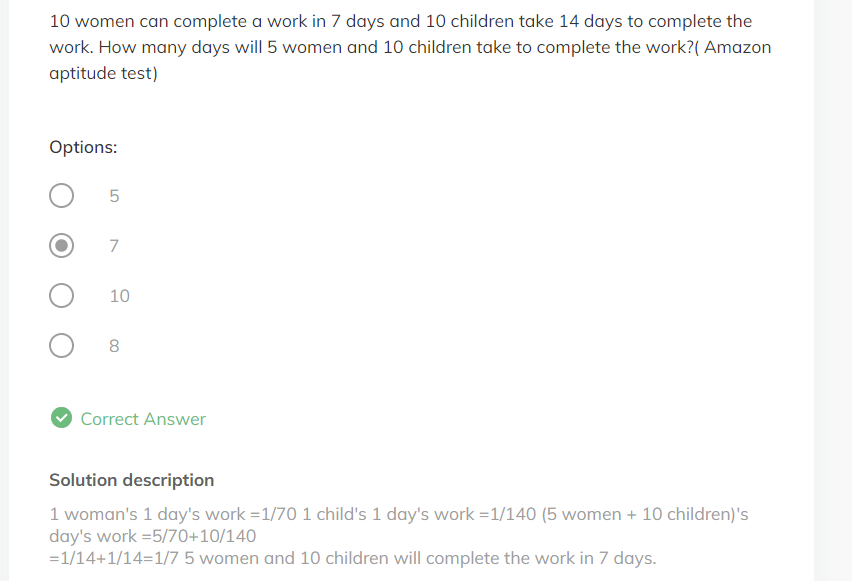 10 women can complete a work in 7 days and 10 children take 14 days to complete the
work. How many days will 5 women and 10 children take to complete the work?( Amazon
aptitude test)
Options:
5
7
10
8
Correct Answer
Solution description
1 woman's 1 day's work =1/70 1 child's 1 day's work =1/140 (5 women + 10 children)'s
day's work =5/70+10/140
=1/14+1/14=1/7 5 women and 10 children will complete the work in 7 days.